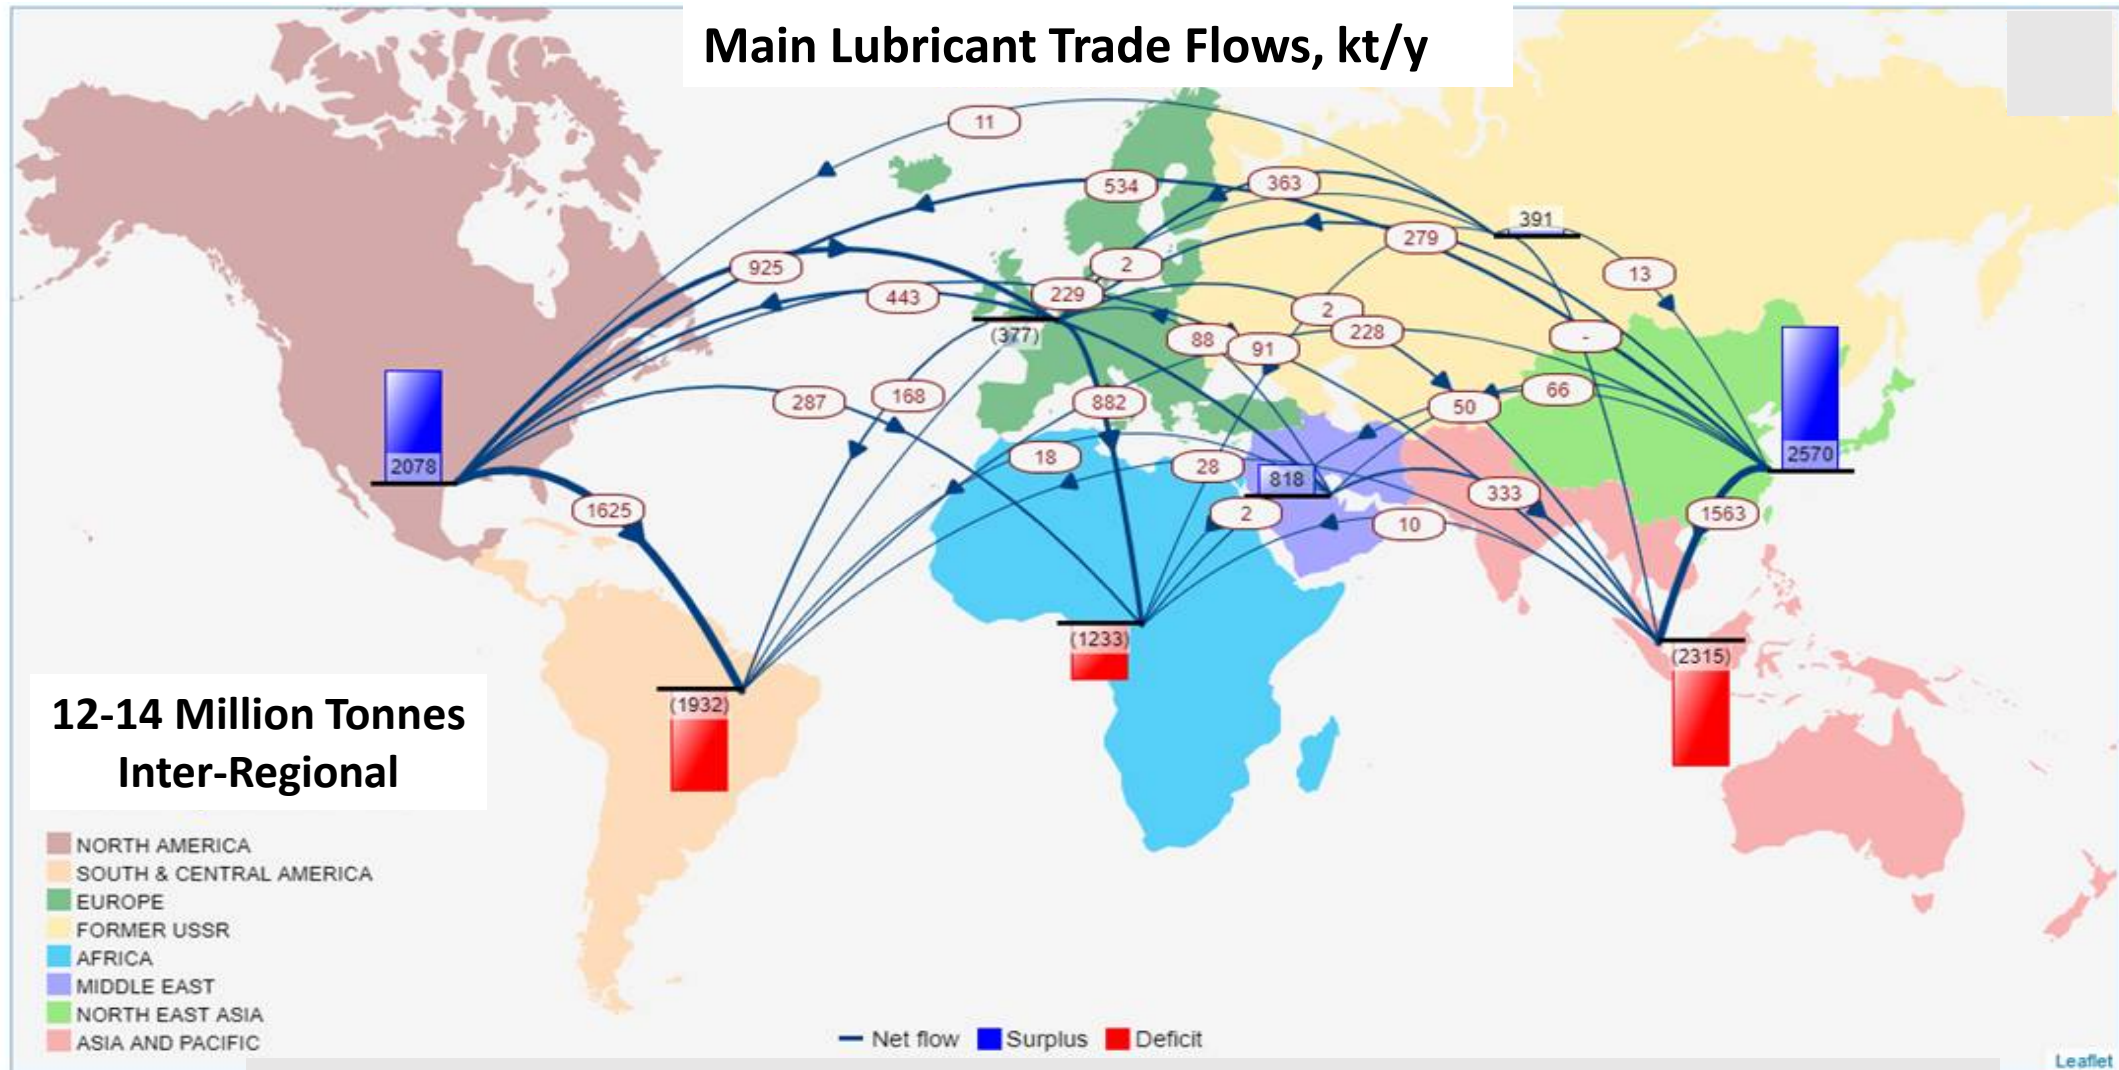 Main Lubricant Trade Flows, kt/y
11
534
363
391
279
925
2
13
443
229
2
(377)
88
91
228
-
287
168
882
50
66
2078
18
28
818
333
2570
1625
2
10
1563
(1233)
(2315)
(1932)
12-14 Million Tonnes
Inter-Regional
NORTH AMERICA
SOUTH & CENTRAL AMERICA
EUROPE
FORMER USSR
AFRICA
MIDDLE EAST
NORTH EAST ASIA
ASIA AND PACIFIC
Net flow Surplus Deficit
Leaflet